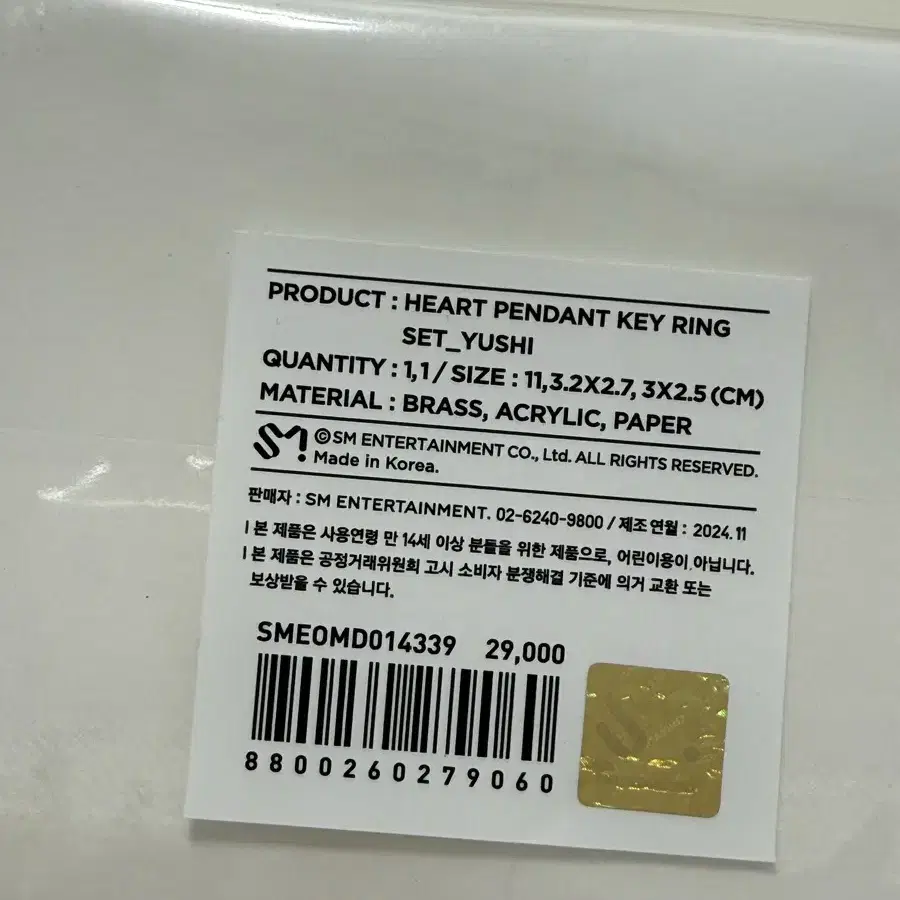 PRODUCT : HEART PENDANT KEY RING
SET_YUSHI
QUANTITY : 1,1 / SIZE : 11,3.2X2.7, 3X2.5 (CM)
MATERIAL : BRASS, ACRYLIC, PAPER
SM ©SM ENTERTAINMENT CO., Ltd. ALL RIGHTS RESERVED.
Made in Korea.
판매자 : SM ENTERTAINMENT. 02-6240-9800 / 제조연월 : 2024.11
| 본 제품은 사용연령 만 14세 이상 분들을 위한 제품으로, 어린이용이 아닙니다.
| 본 제품은 공정거래위원회 고시 소비자 분쟁해결 기준에 의거 교환 또는
보상받을 수 있습니다.
SMEOMD014339 29,000
8800260279060